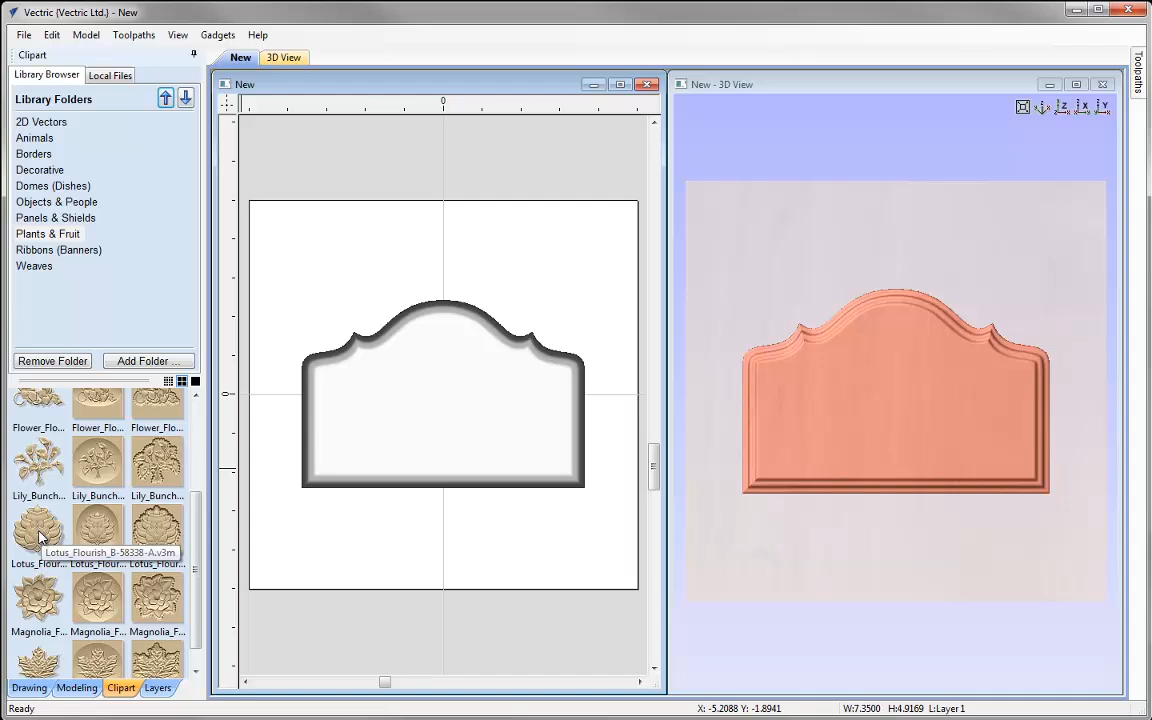 Vectric {Vectric Ltd.} - New
File Edit Model Toolpaths View Gadgets Help
Clipart
Library Browser Local Files
Library Folders
2D Vectors
Animals
Borders
Decorative
Domes (Dishes)
Objects & People
Panels & Shields
Plants & Fruit
Ribbons (Banners)
Weaves
Remove Folder Add Folder ...
Flower_Flo... Flower_Flo... Flower_Flo...
Lily_Bunch... Lily_Bunch... Lily_Bunch...
Lotus_Flourish_B-58338-A.v3m
Lotus_Flour... Lotus_Flour... Lotus_Flour...
Magnolia_F... Magnolia_F... Magnolia_F...
Drawing Modeling Clipart Layers
Ready
New 3D View
New
0
0
New - 3D View
Z X Y
Toolpaths
X: -5.2088 Y: -1.8941 W:7.3500 H:4.9169 L:Layer 1